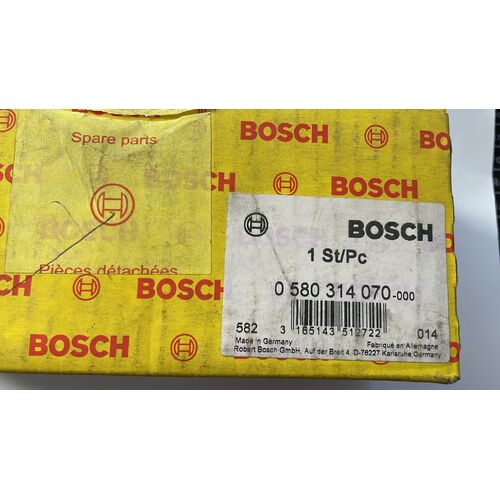 Spare parts
BOSCH
BOSCH
Pièces détachées
BOSCH
BOSCH
1 St/Pc
0 580 314 070-000
582 3 165143 512722 014
Made in Germany Fabriqué en Allemagne
Robert Bosch GmbH, Auf der Breit 4, D-76227 Karlsruhe, Germany
BOSCH
BOSCH